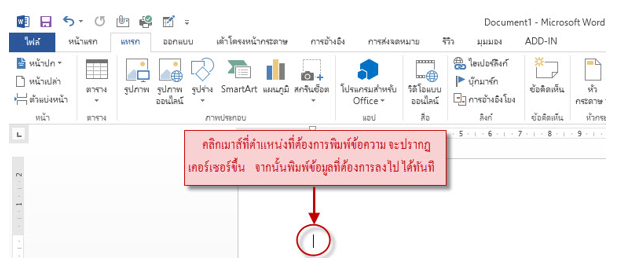 Document1 - Microsoft Word
ไฟล์ หน้าแรก แทรก ออกแบบ เค้าโครงหน้ากระดาษ การอ้างอิง การส่งจดหมาย รีวิว มุมมอง ADD-IN
หน้าปก
หน้าเปล่า
ตัวแบ่งหน้า
หน้า
ตาราง
ตาราง
รูปภาพ
รูปภาพ
ออนไลน์
รูปร่าง
SmartArt
แผนภูมิ
สกรีนช็อต
ภาพประกอบ
โปรแกรมสำหรับ
Office
แอป
วิดีโอแบบ
ออนไลน์
สื่อ
ไฮเปอร์ลิงก์
บุ๊กมาร์ก
การอ้างอิงโยง
ลิงก์
ข้อคิดเห็น
ข้อคิดเห็น
หัว
กระดาษ
หัวกระ
5 6 7 8 9
คลิกเมาส์ที่ตำแหน่งที่ต้องการพิมพ์ข้อความ จะปรากฎ
เคอร์เซอร์ขึ้น จากนั้นพิมพ์ข้อมูลที่ต้องการลงไป ได้ทันที
2
1